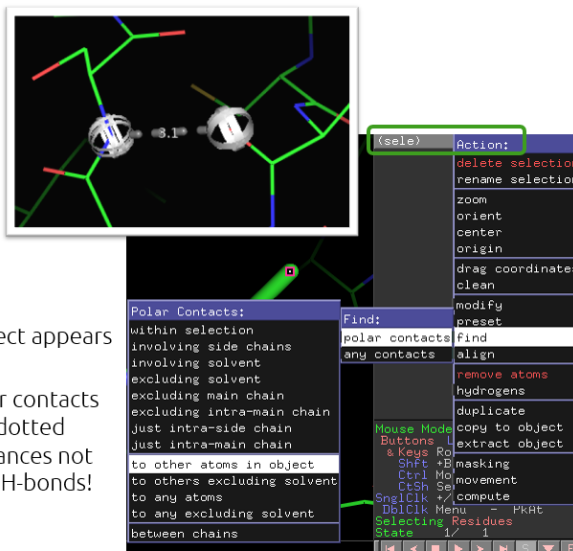 3.1
(sele)
Action:
delete selection
rename selection
zoom
orient
center
origin
drag coordinates
clean
modify
preset
find
align
remove atoms
hydrogens
duplicate
copy to object
extract object
masking
movement
compute
Find:
polar contacts
any contacts
Polar Contacts:
within selection
involving side chains
involving solvent
excluding solvent
excluding main chain
excluding intra-main chain
just intra-side chain
just intra-main chain
to other atoms in object
to others excluding solvent
to any atoms
to any excluding solvent
between chains
ect appears
r contacts
dotted
ances not
H-bonds!
Mouse Mode
Buttons L
& Keys Ro
Shft +B
Ctrl Mo
CtSh Se
SnglClk +/
DblClk Menu - PkAt
Selecting Residues
State 1/ 1
S